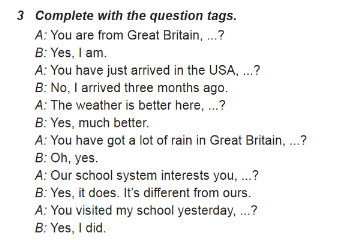 3 Complete with the question tags.
A: You are from Great Britain, ...?
B: Yes, I am.
A: You have just arrived in the USA, ...?
B: No, I arrived three months ago.
A: The weather is better here, ...?
B: Yes, much better.
A: You have got a lot of rain in Great Britain, ...?
B: Oh, yes.
A: Our school system interests you, ...?
B: Yes, it does. It's different from ours.
A: You visited my school yesterday, ...?
B: Yes, I did.